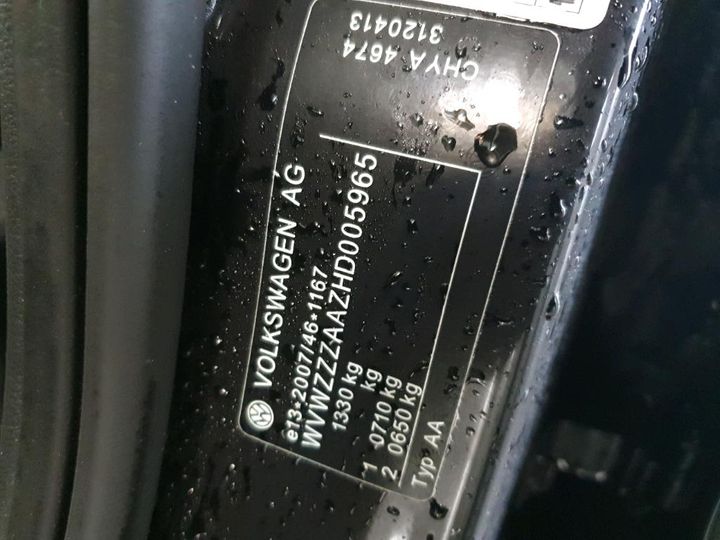 VOLKSWAGEN AG
e13*2007/46*1167
WVWZZZAAZHD005965
1330 kg
kg
1 0710 kg
2 0650 kg
Typ AA
CHYA 4674
3120413